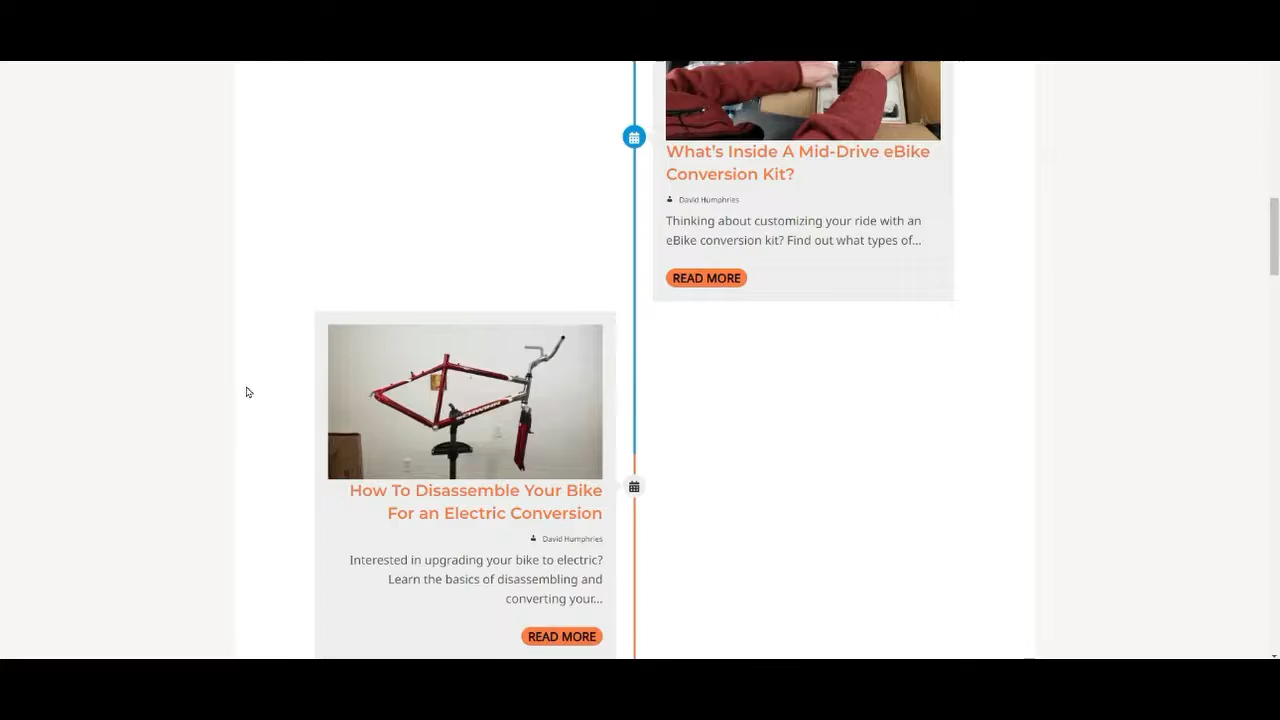 What's Inside A Mid-Drive eBike
Conversion Kit?
David Humphries
Thinking about customizing your ride with an
eBike conversion kit? Find out what types of...
READ MORE
SCHWINN
How To Disassemble Your Bike
For an Electric Conversion
David Humphries
Interested in upgrading your bike to electric?
Learn the basics of disassembling and
converting your...
READ MORE